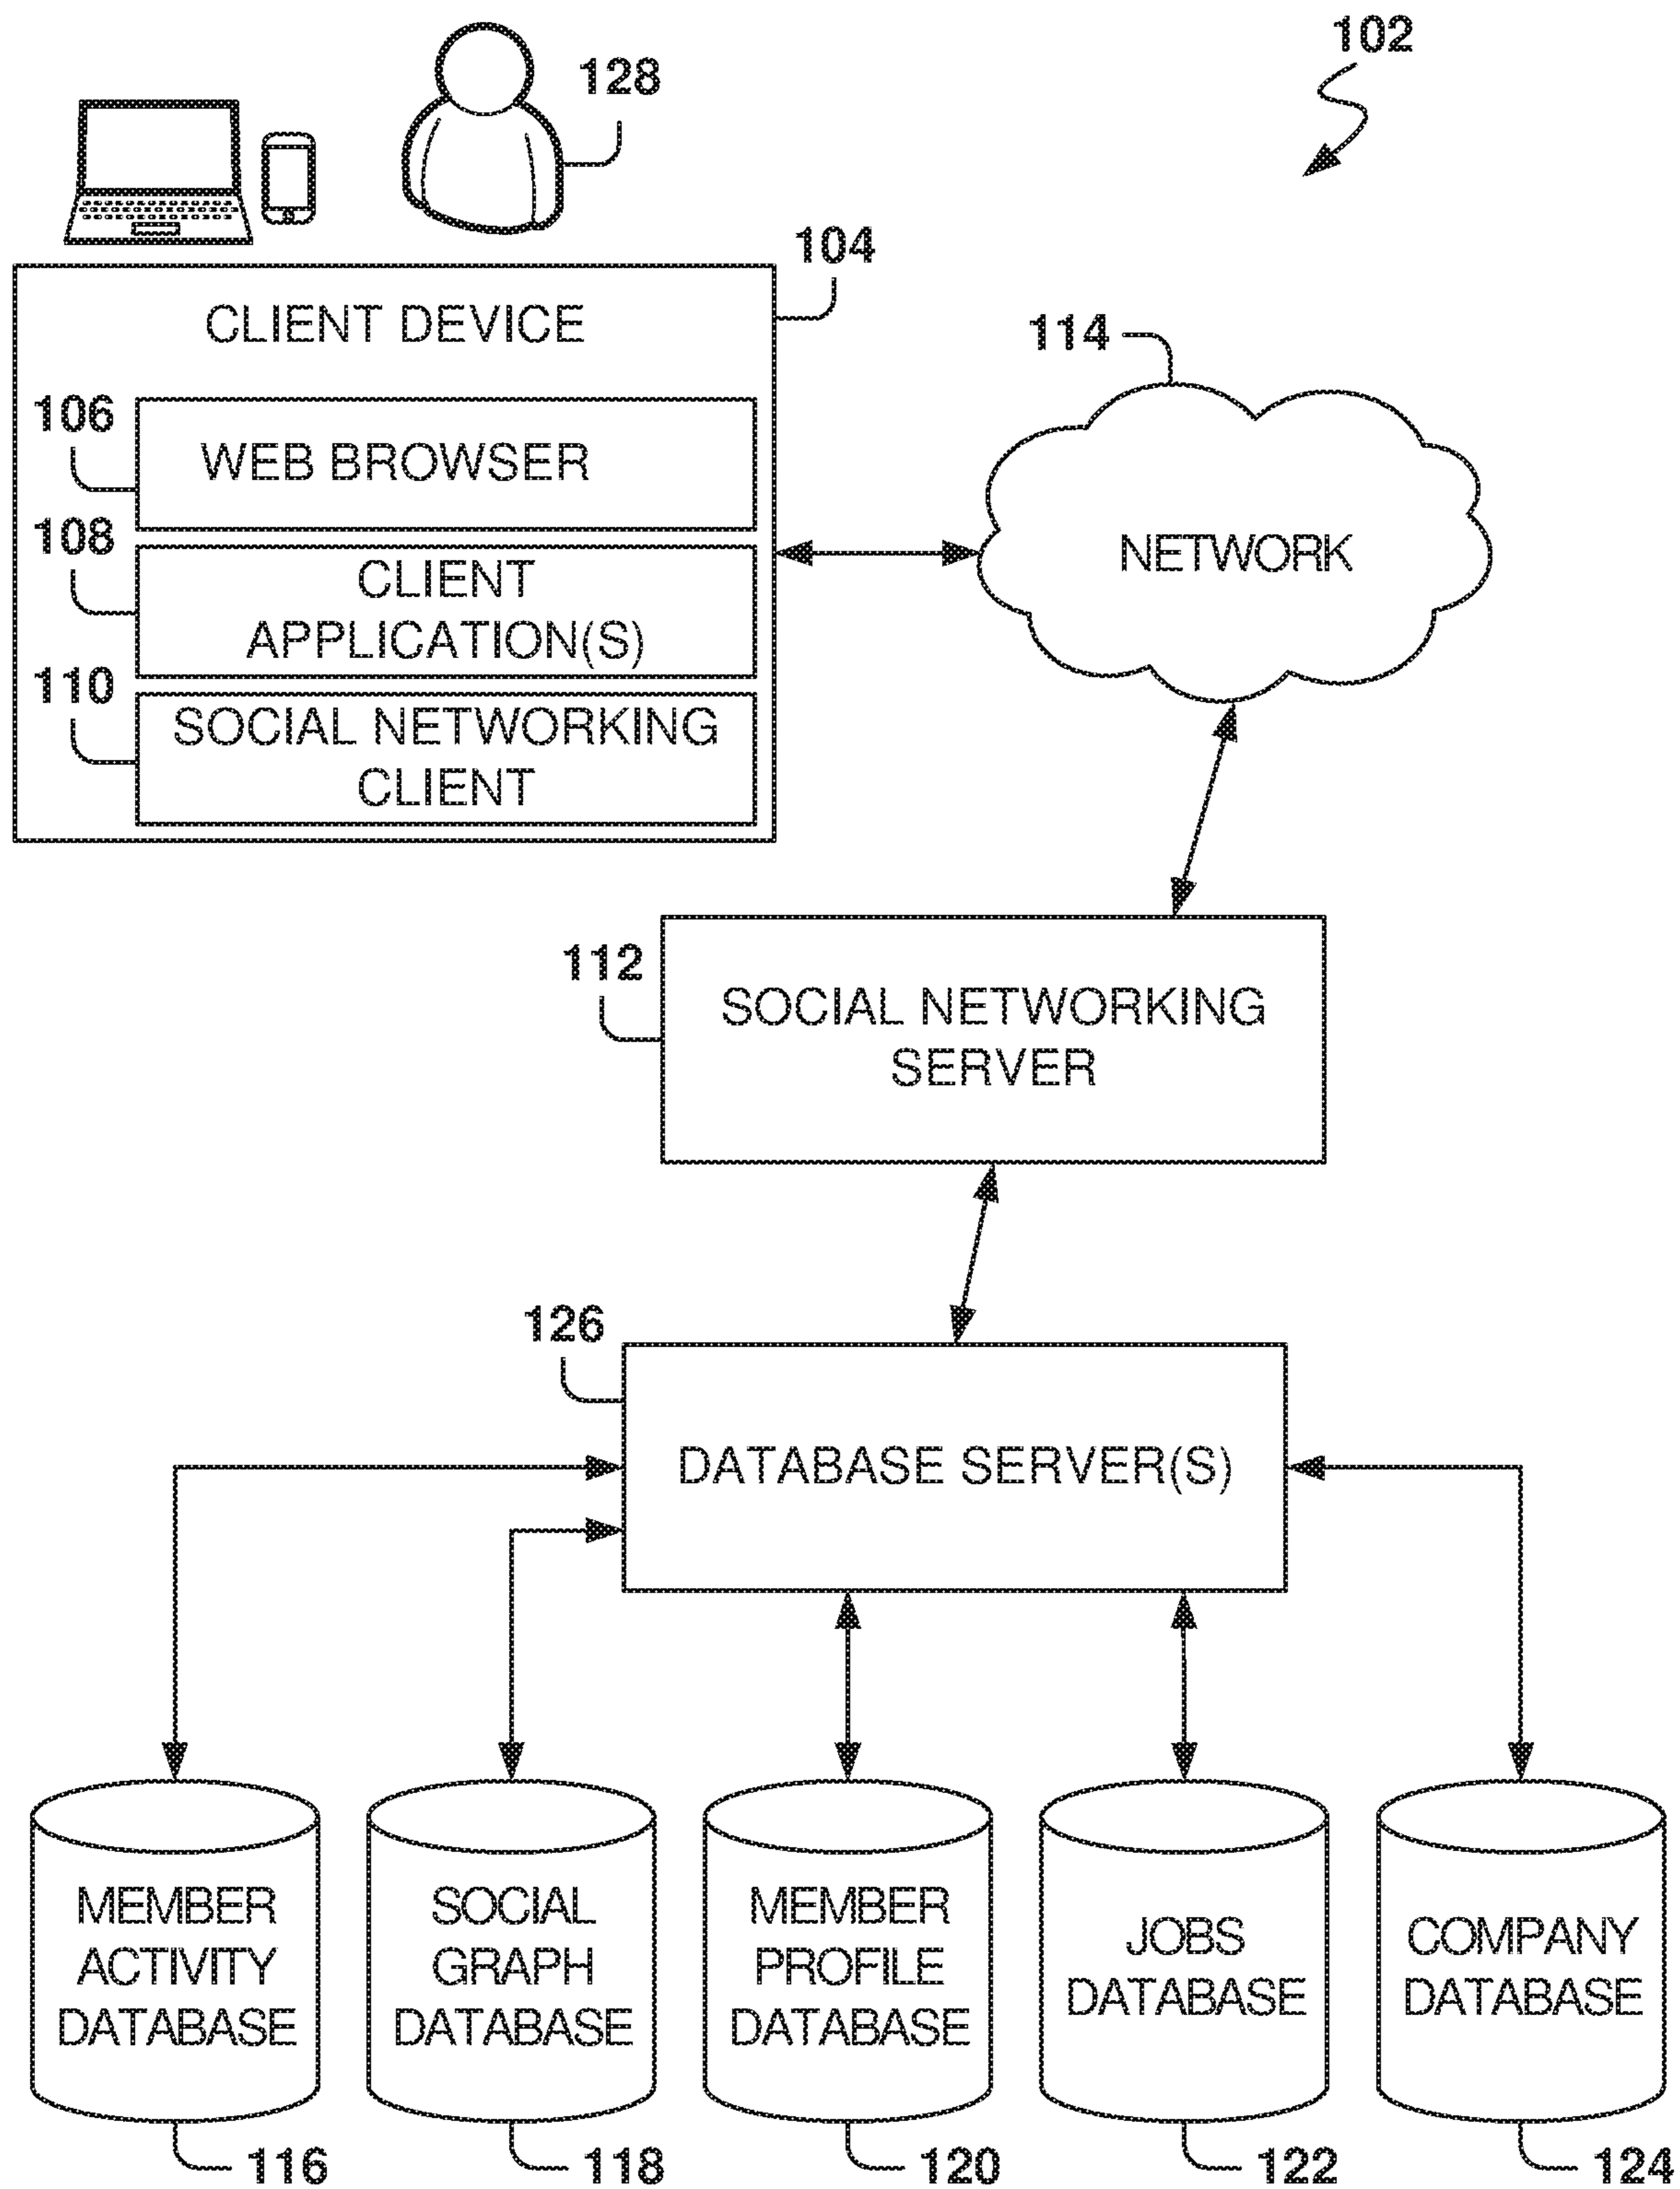 102
128
104
CLIENT DEVICE
114
106
WEB BROWSER
108
CLIENT
APPLICATION(S)
NETWORK
110
SOCIAL NETWORKING
CLIENT
112
SOCIAL NETWORKING
SERVER
126
DATABASE SERVER(S)
MEMBER
ACTIVITY
DATABASE
SOCIAL
GRAPH
DATABASE
MEMBER
PROFILE
DATABASE
JOBS
DATABASE
COMPANY
DATABASE
116
118
120
122
124